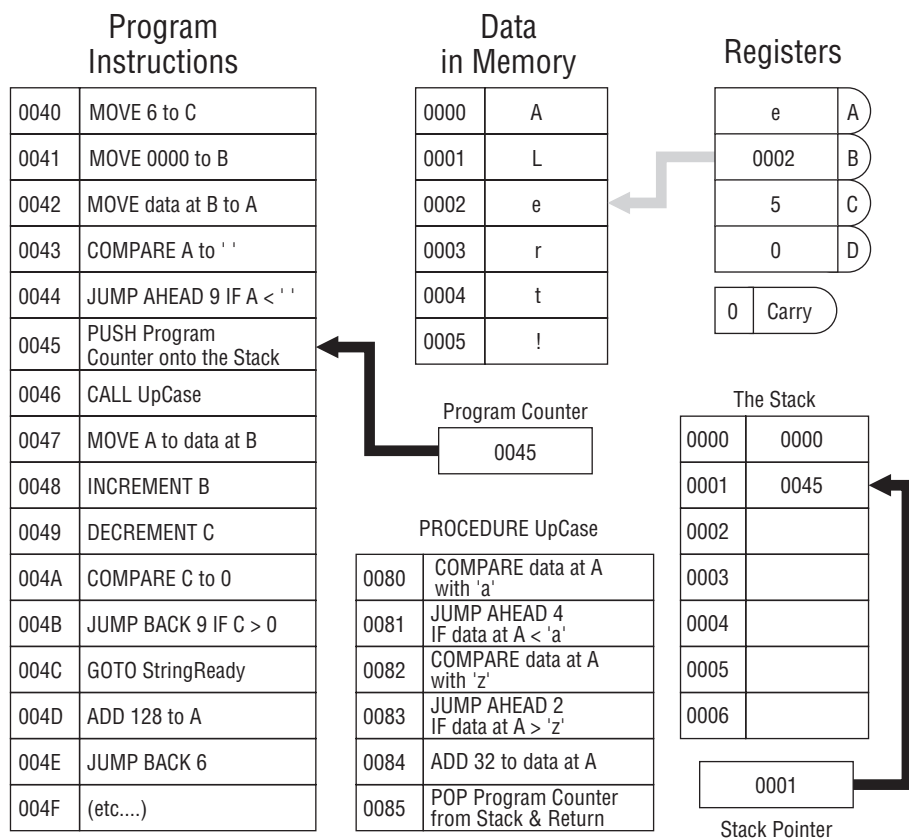 Program
Instructions
0040 MOVE 6 to C
0041 MOVE 0000 to B
0042 MOVE data at B to A
0043 COMPARE A to ' '
0044 JUMP AHEAD 9 IF A < ' '
0045 PUSH Program
Counter onto the Stack
0046 CALL UpCase
0047 MOVE A to data at B
0048 INCREMENT B
0049 DECREMENT C
004A COMPARE C to 0
004B JUMP BACK 9 IF C > 0
004C GOTO StringReady
004D ADD 128 to A
004E JUMP BACK 6
004F (etc....)
Data
in Memory
0000 A
0001 L
0002 e
0003 r
0004 t
0005 !
Registers
e A
0002 B
5 C
0 D
0 Carry
Program Counter
0045
PROCEDURE UpCase
0080 COMPARE data at A
with 'a'
0081 JUMP AHEAD 4
IF data at A < 'a'
0082 COMPARE data at A
with 'z'
0083 JUMP AHEAD 2
IF data at A > 'z'
0084 ADD 32 to data at A
0085 POP Program Counter
from Stack & Return
The Stack
0000 0000
0001 0045
0002
0003
0004
0005
0006
0001
Stack Pointer